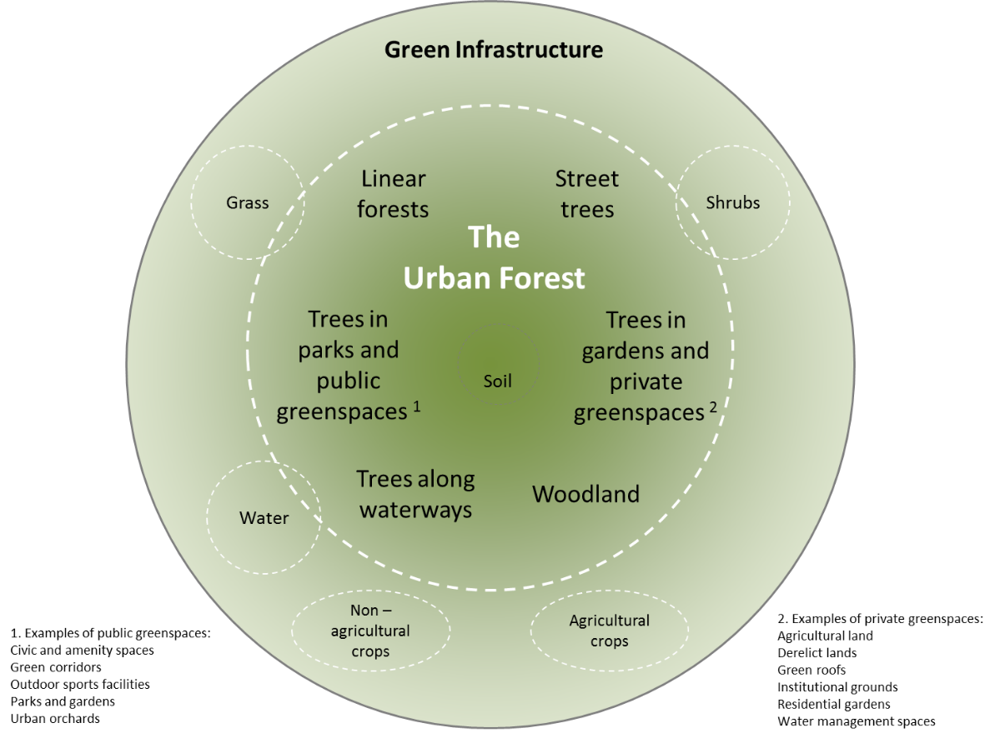 Green Infrastructure
Linear
forests
Street
trees
Grass
Shrubs
The
Urban Forest
Trees in
parks and
public
greenspaces 1
Soil
Trees in
gardens and
private
greenspaces 2
Trees along
waterways
Woodland
Water
Non –
agricultural
crops
Agricultural
crops
1. Examples of public greenspaces:
Civic and amenity spaces
Green corridors
Outdoor sports facilities
Parks and gardens
Urban orchards
2. Examples of private greenspaces:
Agricultural land
Derelict lands
Green roofs
Institutional grounds
Residential gardens
Water management spaces